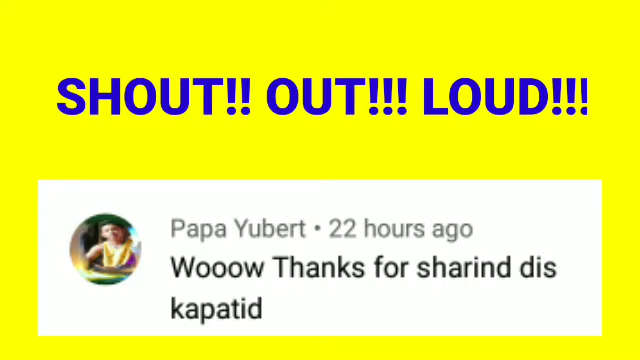 SHOUT!! OUT!!! LOUD!!!
Papa Yubert • 22 hours ago
Wooow Thanks for sharind dis
kapatid